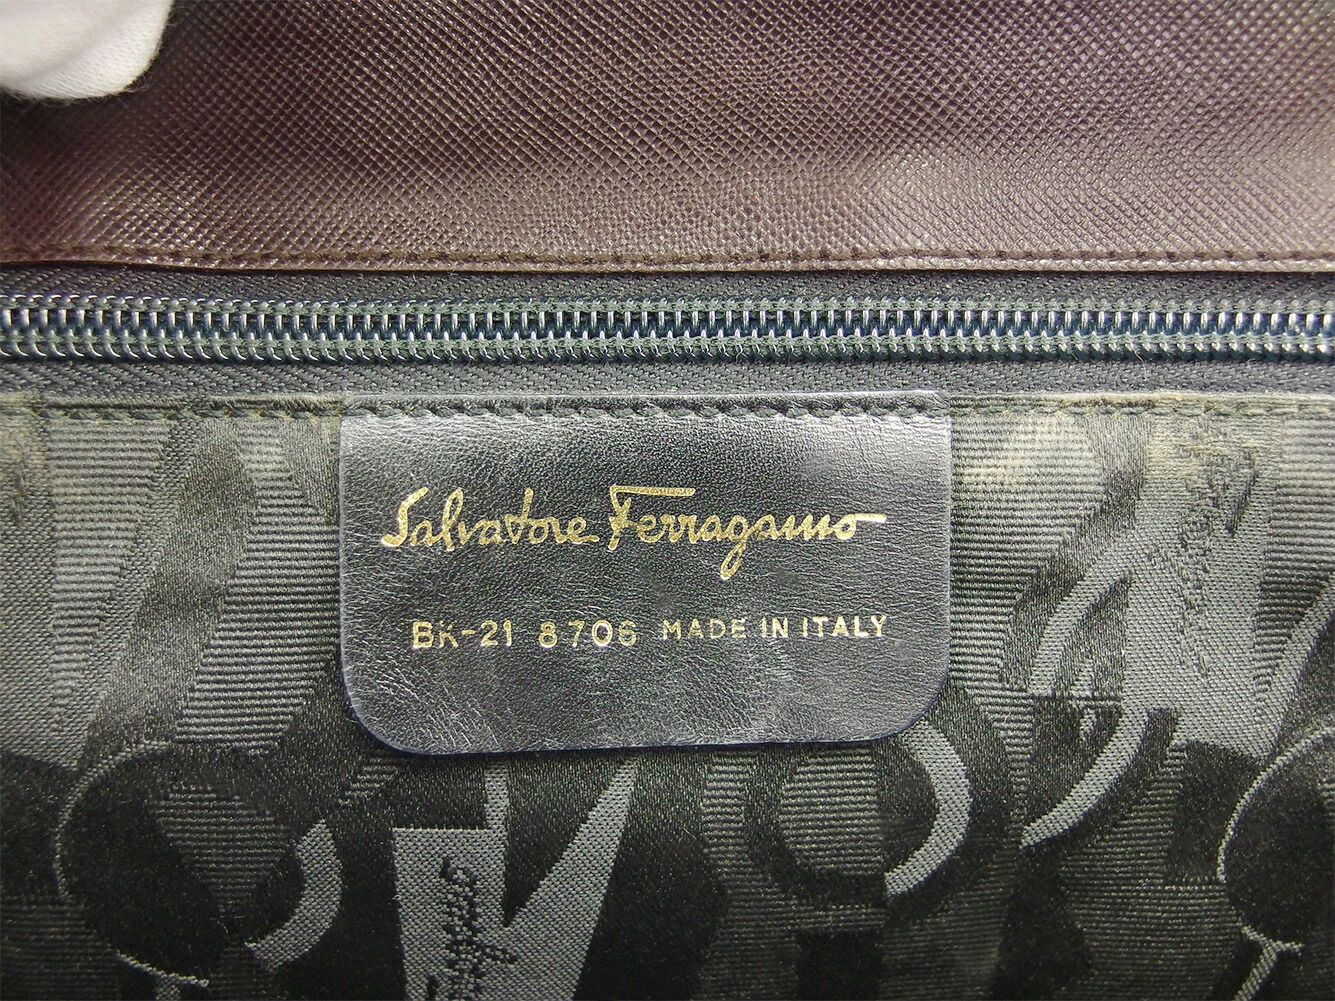 Salvatore Ferragamo
BK-21 8706 MADE IN ITALY